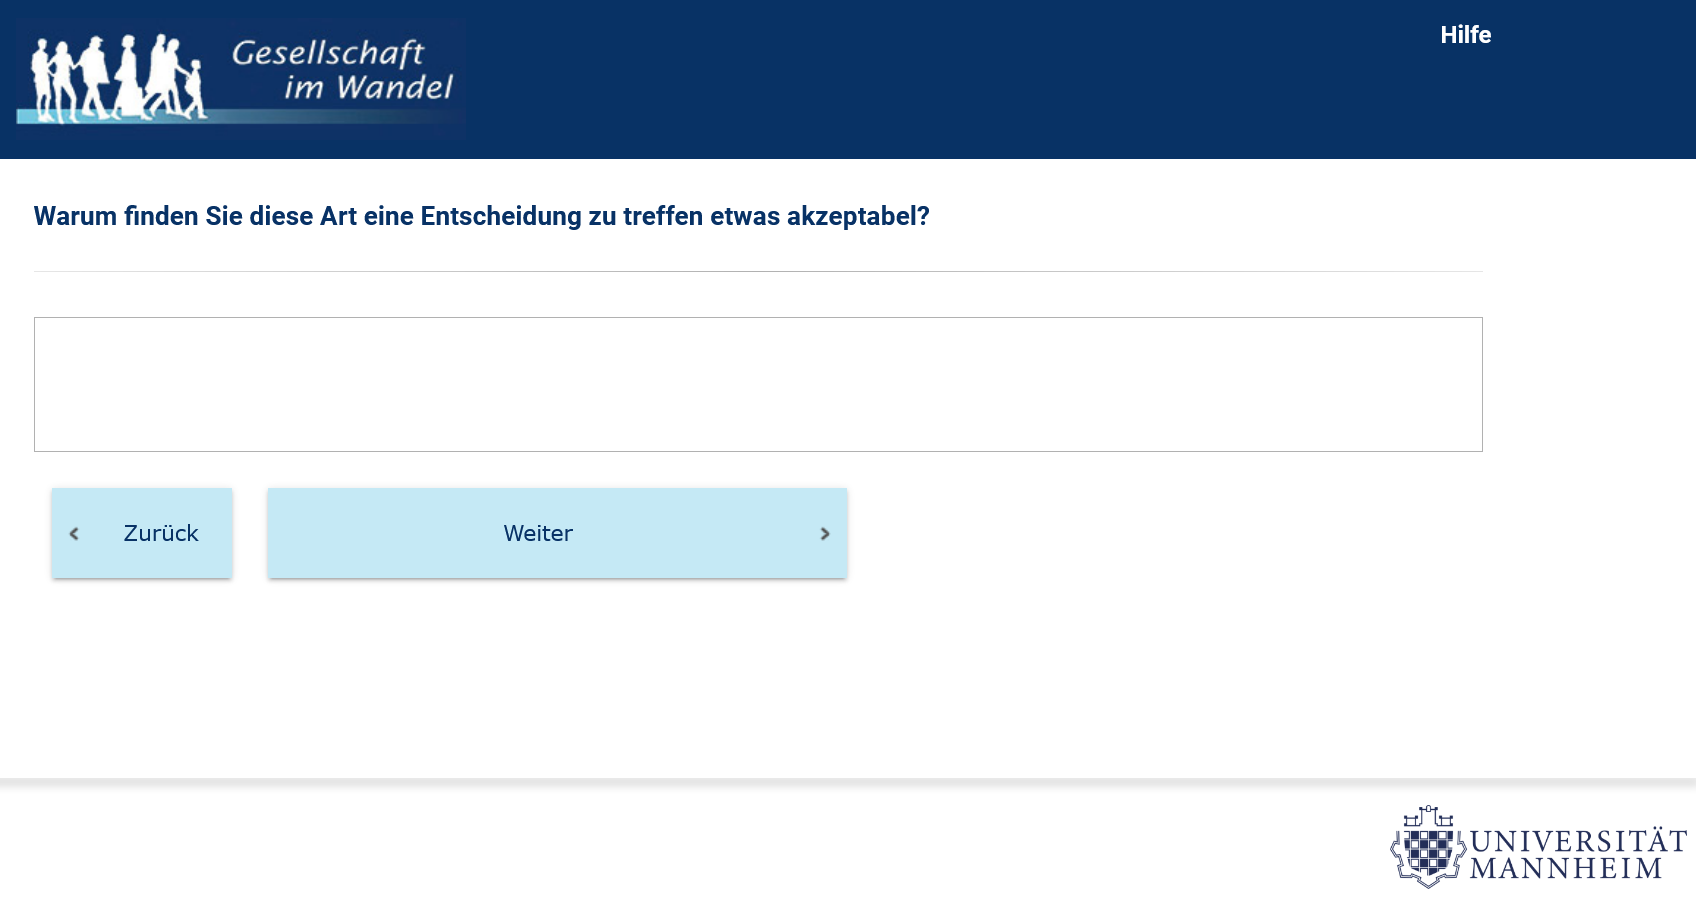 Gesellschaft
im Wandel
Hilfe
Warum finden Sie diese Art eine Entscheidung zu treffen etwas akzeptabel?
Zurück
Weiter
UNIVERSITÄT
MANNHEIM